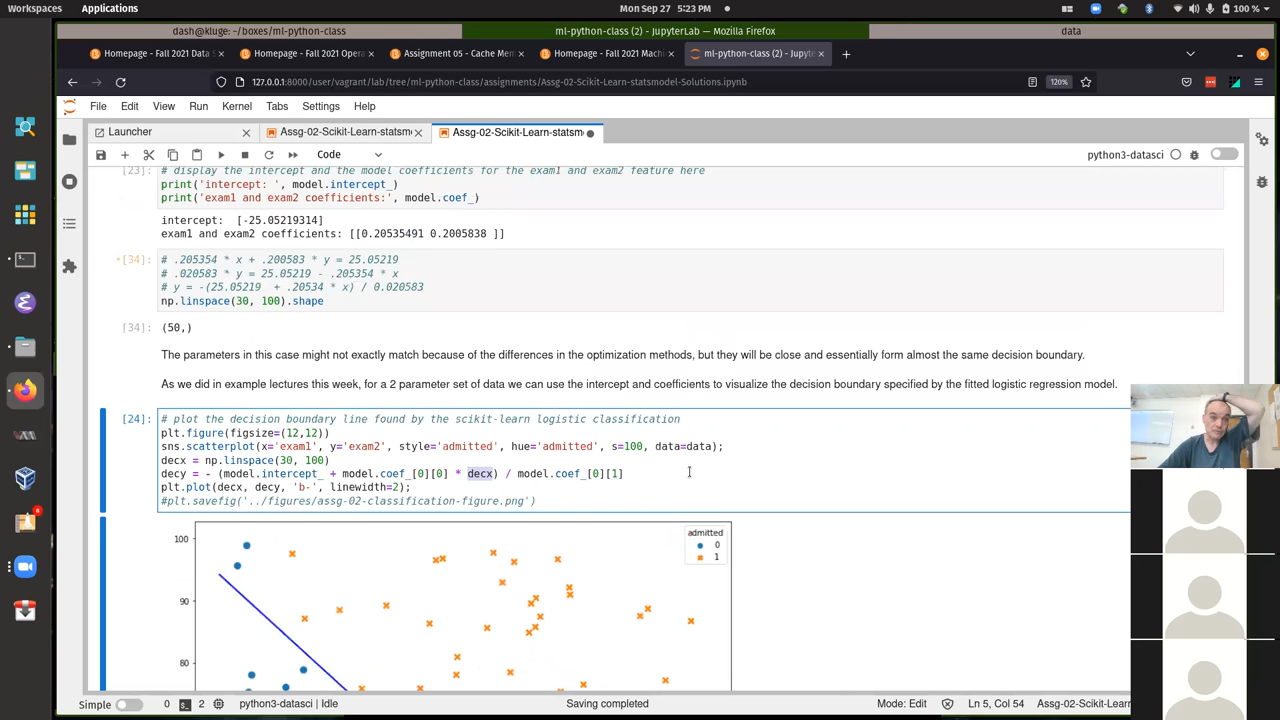 Workspaces Applications Mon Sep 27 5:23 PM 100 %
dash@kluge: ~/boxes/ml-python-class ml-python-class (2) - JupyterLab — Mozilla Firefox data
Homepage - Fall 2021 Data S Homepage - Fall 2021 Opera Assignment 05 - Cache Mem Homepage - Fall 2021 Machi ml-python-class (2) - Jupyte
127.0.0.1:8000/user/vagrant/lab/tree/ml-python-class/assignments/Assg-02-Scikit-Learn-statsmodel-Solutions.ipynb 120%
File Edit View Run Kernel Tabs Settings Help
Launcher Assg-02-Scikit-Learn-statsm Assg-02-Scikit-Learn-statsm
Code python3-datasci
[23]: # display the intercept and the model coefficients for the exam1 and exam2 feature here
print('intercept: ', model.intercept_)
print('exam1 and exam2 coefficients:', model.coef_)
intercept: [-25.05219314]
exam1 and exam2 coefficients: [[0.20535491 0.2005838 ]]
[34]: # .205354 * x + .200583 * y = 25.05219
# .020583 * y = 25.05219 - .205354 * x
# y = -(25.05219 + .20534 * x) / 0.020583
np.linspace(30, 100).shape
[34]: (50,)
The parameters in this case might not exactly match because of the differences in the optimization methods, but they will be close and essentially form almost the same decision boundary.
As we did in example lectures this week, for a 2 parameter set of data we can use the intercept and coefficients to visualize the decision boundary specified by the fitted logistic regression model.
[24]: # plot the decision boundary line found by the scikit-learn logistic classification
plt.figure(figsize=(12,12))
sns.scatterplot(x='exam1', y='exam2', style='admitted', hue='admitted', s=100, data=data);
decx = np.linspace(30, 100)
decy = - (model.intercept_ + model.coef_[0][0] * decx) / model.coef_[0][1]
plt.plot(decx, decy, 'b-', linewidth=2);
#plt.savefig('../figures/assg-02-classification-figure.png')
100
90
80
admitted
0
1
Simple 0 2 python3-datasci | Idle Saving completed Mode: Edit Ln 5, Col 54 Assg-02-Scikit-Learn-statsmodel